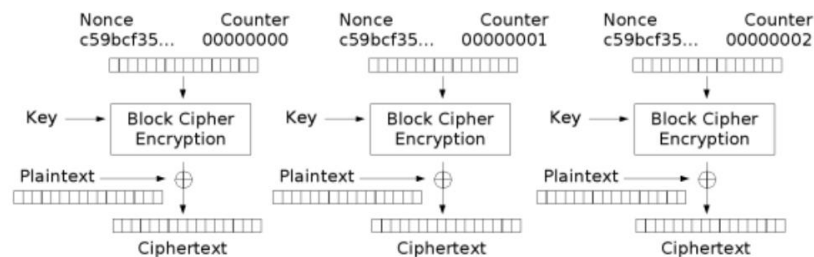 Nonce Counter Nonce Counter Nonce Counter
c59bcf35... 00000000 c59bcf35... 00000001 c59bcf35... 00000002
Key Block Cipher Encryption Key Block Cipher Encryption Key Block Cipher Encryption
Plaintext Plaintext Plaintext
Ciphertext Ciphertext Ciphertext